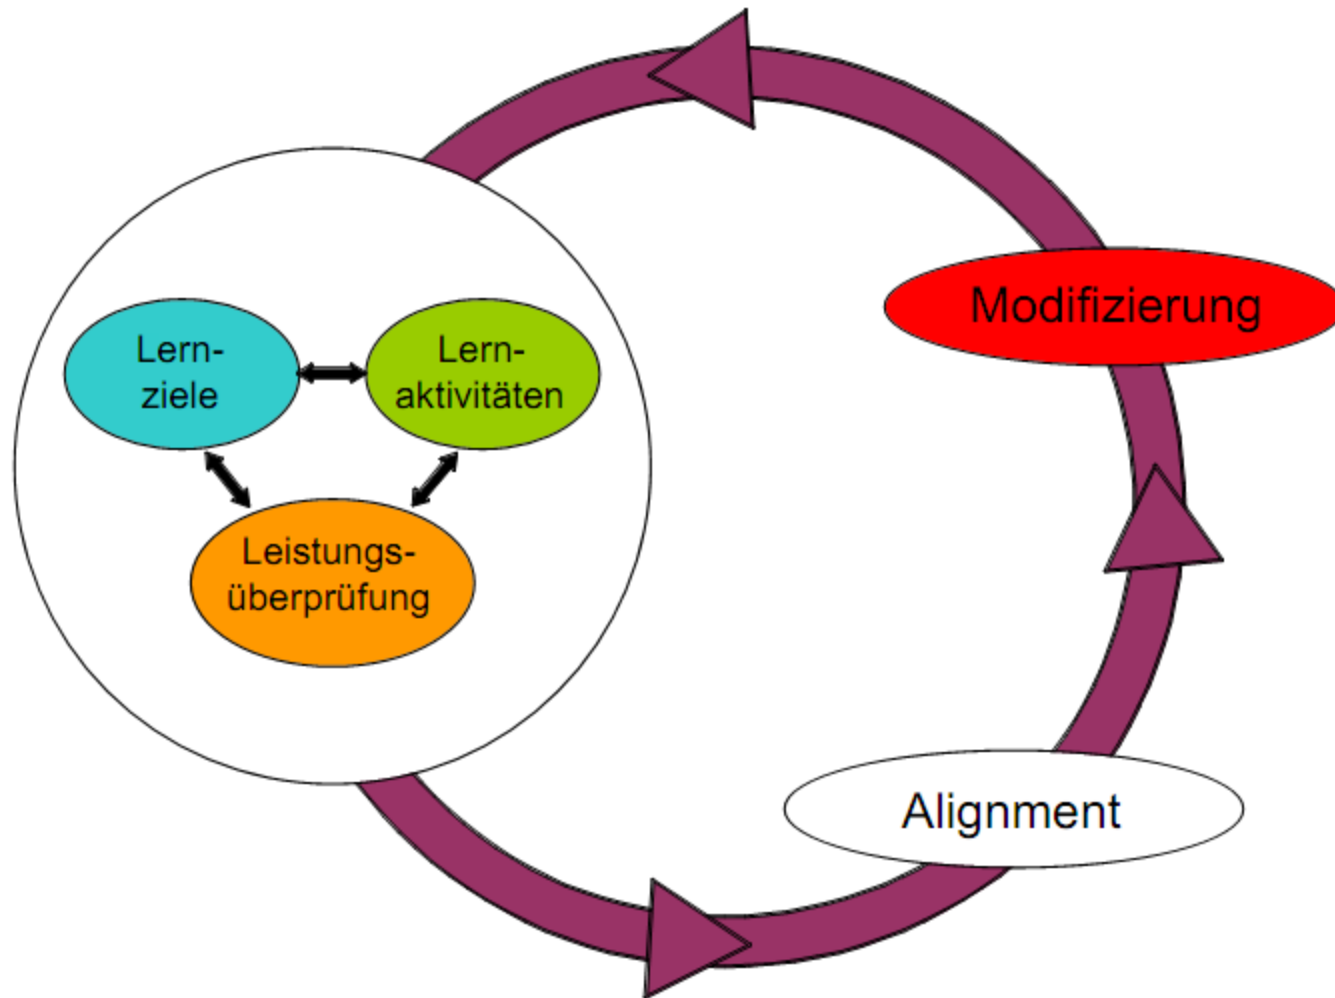 Modifizierung
Lern-
ziele
Lern-
aktivitäten
Leistungs-
überprüfung
Alignment